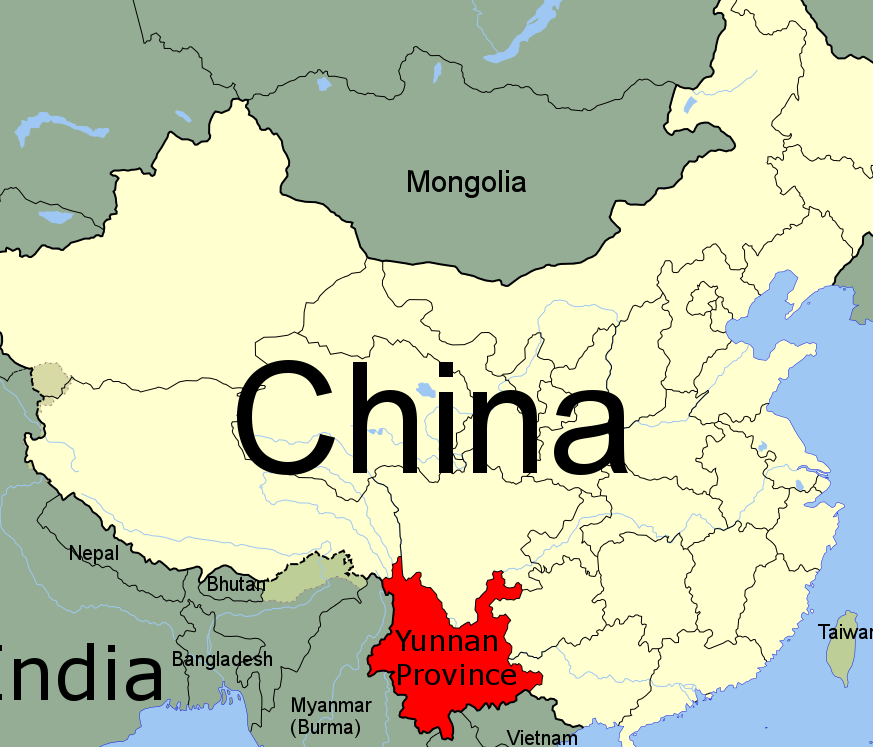 Mongolia
China
Nepal
Bhutan
Taiwan
Yunnan
Province
India
Bangladesh
Myanmar
(Burma)
Vietnam